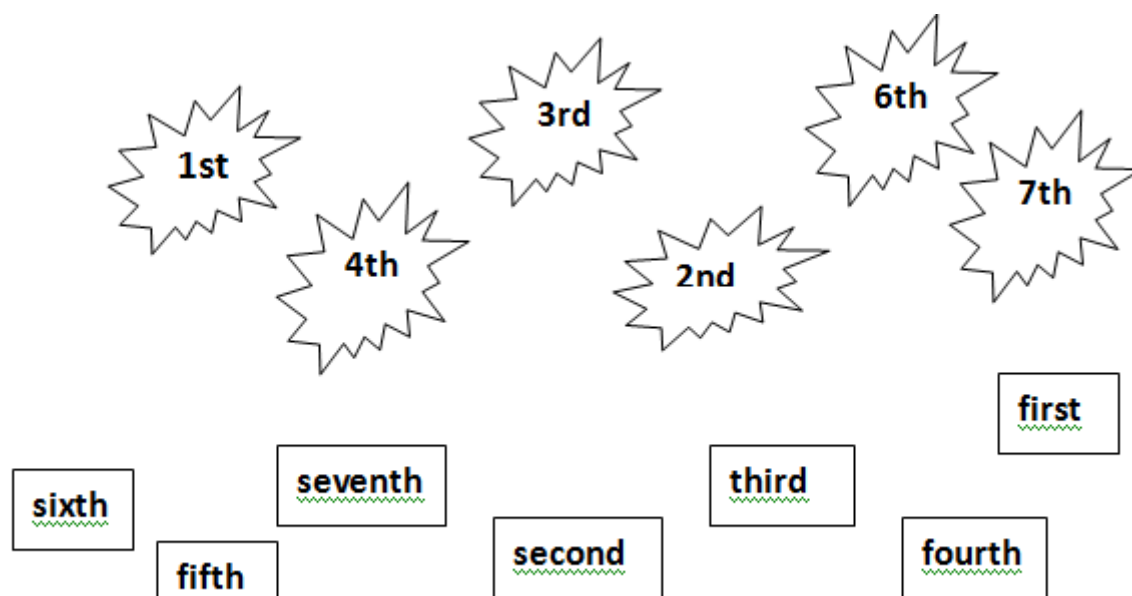 1st
3rd
6th
7th
4th
2nd
first
seventh
third
sixth
second
fourth
fifth